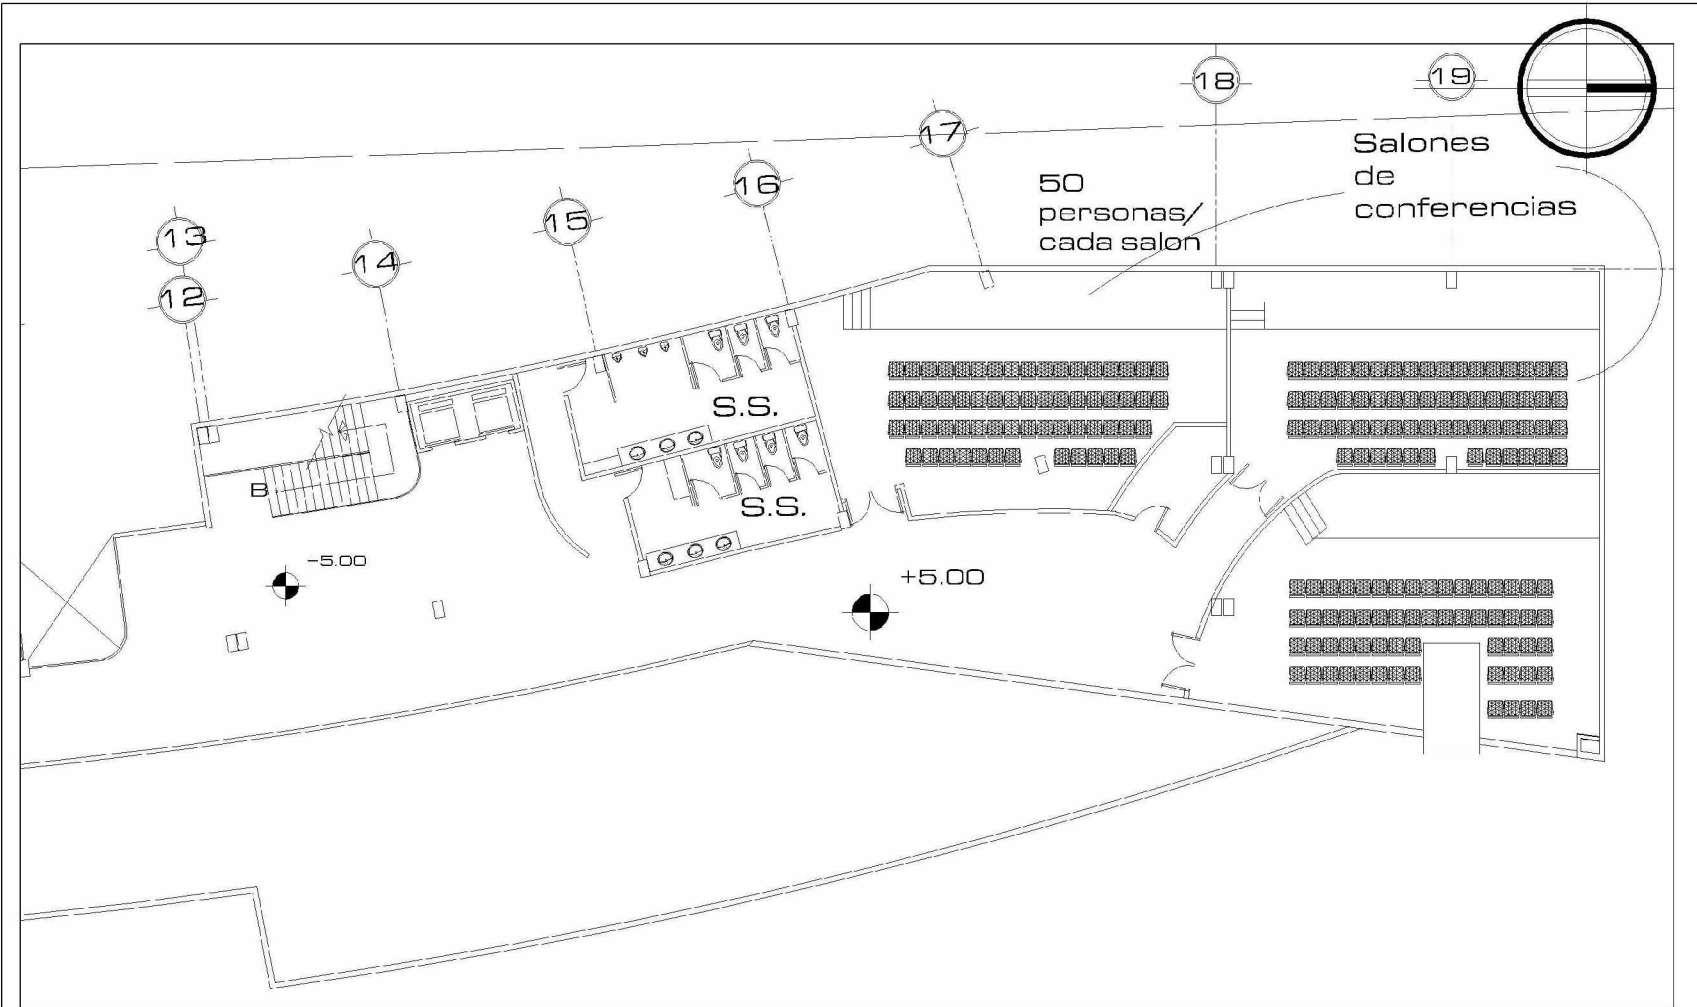 18
19
17
Salones
de
conferencias
50
personas/
cada salon
16
15
13
14
12
S.S.
B
S.S.
-5.00
+5.00